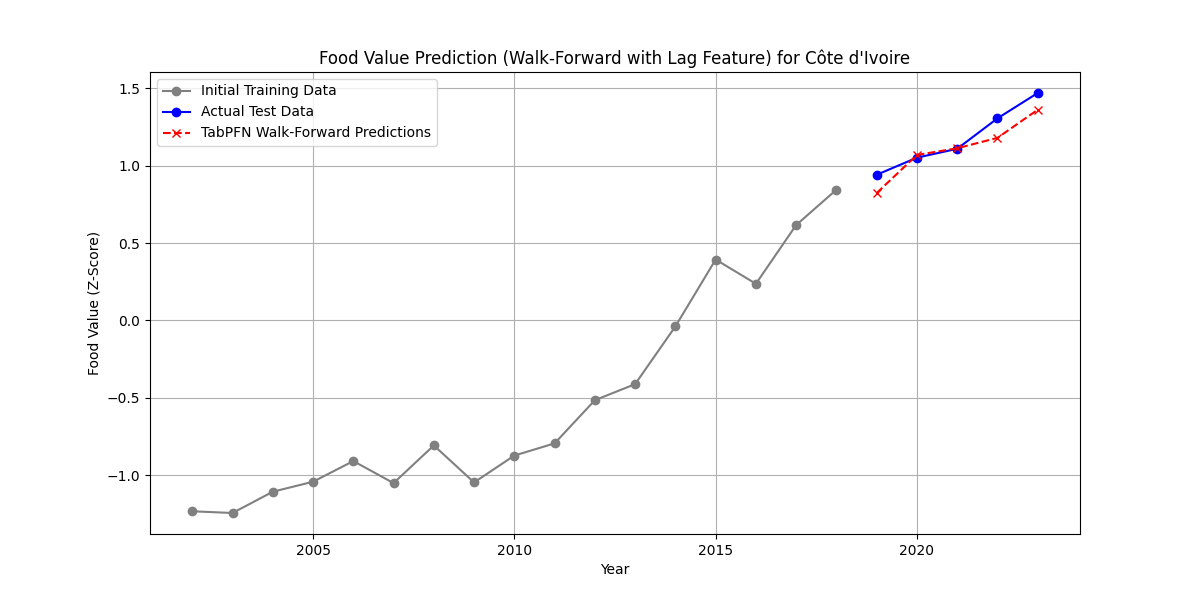 Food Value Prediction (Walk-Forward with Lag Feature) for Côte d'Ivoire
Initial Training Data
Actual Test Data
TabPFN Walk-Forward Predictions
Food Value (Z-Score)
1.5
1.0
0.5
0.0
−0.5
−1.0
2005 2010 2015 2020
Year